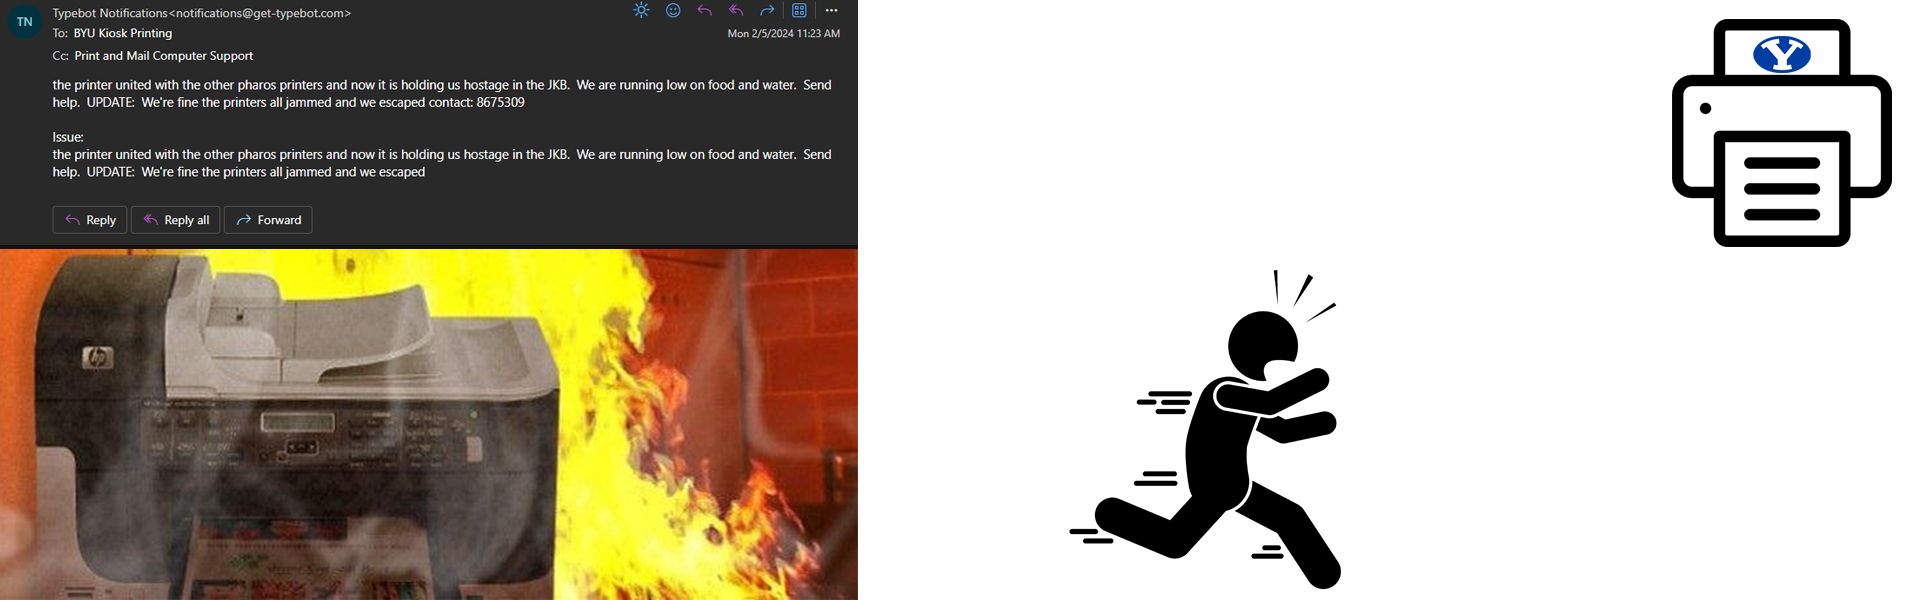 TN
Typebot Notifications<notifications@get-typebot.com>
To: BYU Kiosk Printing
Mon 2/5/2024 11:23 AM
Cc: Print and Mail Computer Support
the printer united with the other pharos printers and now it is holding us hostage in the JKB.  We are running low on food and water.  Send
help.  UPDATE:  We're fine the printers all jammed and we escaped contact: 8675309
Issue:
the printer united with the other pharos printers and now it is holding us hostage in the JKB.  We are running low on food and water.  Send
help.  UPDATE:  We're fine the printers all jammed and we escaped
Reply
Reply all
Forward
hp
Y